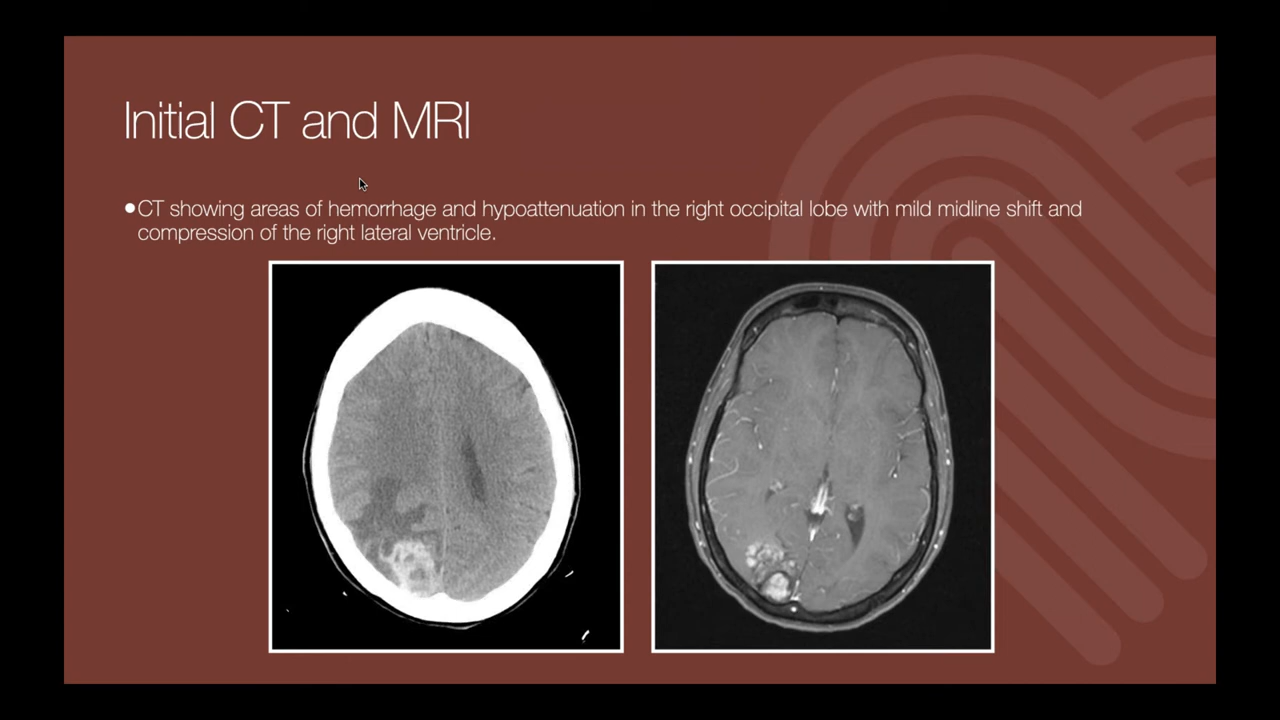 Initial CT and MRI
•CT showing areas of hemorrhage and hypoattenuation in the right occipital lobe with mild midline shift and
compression of the right lateral ventricle.